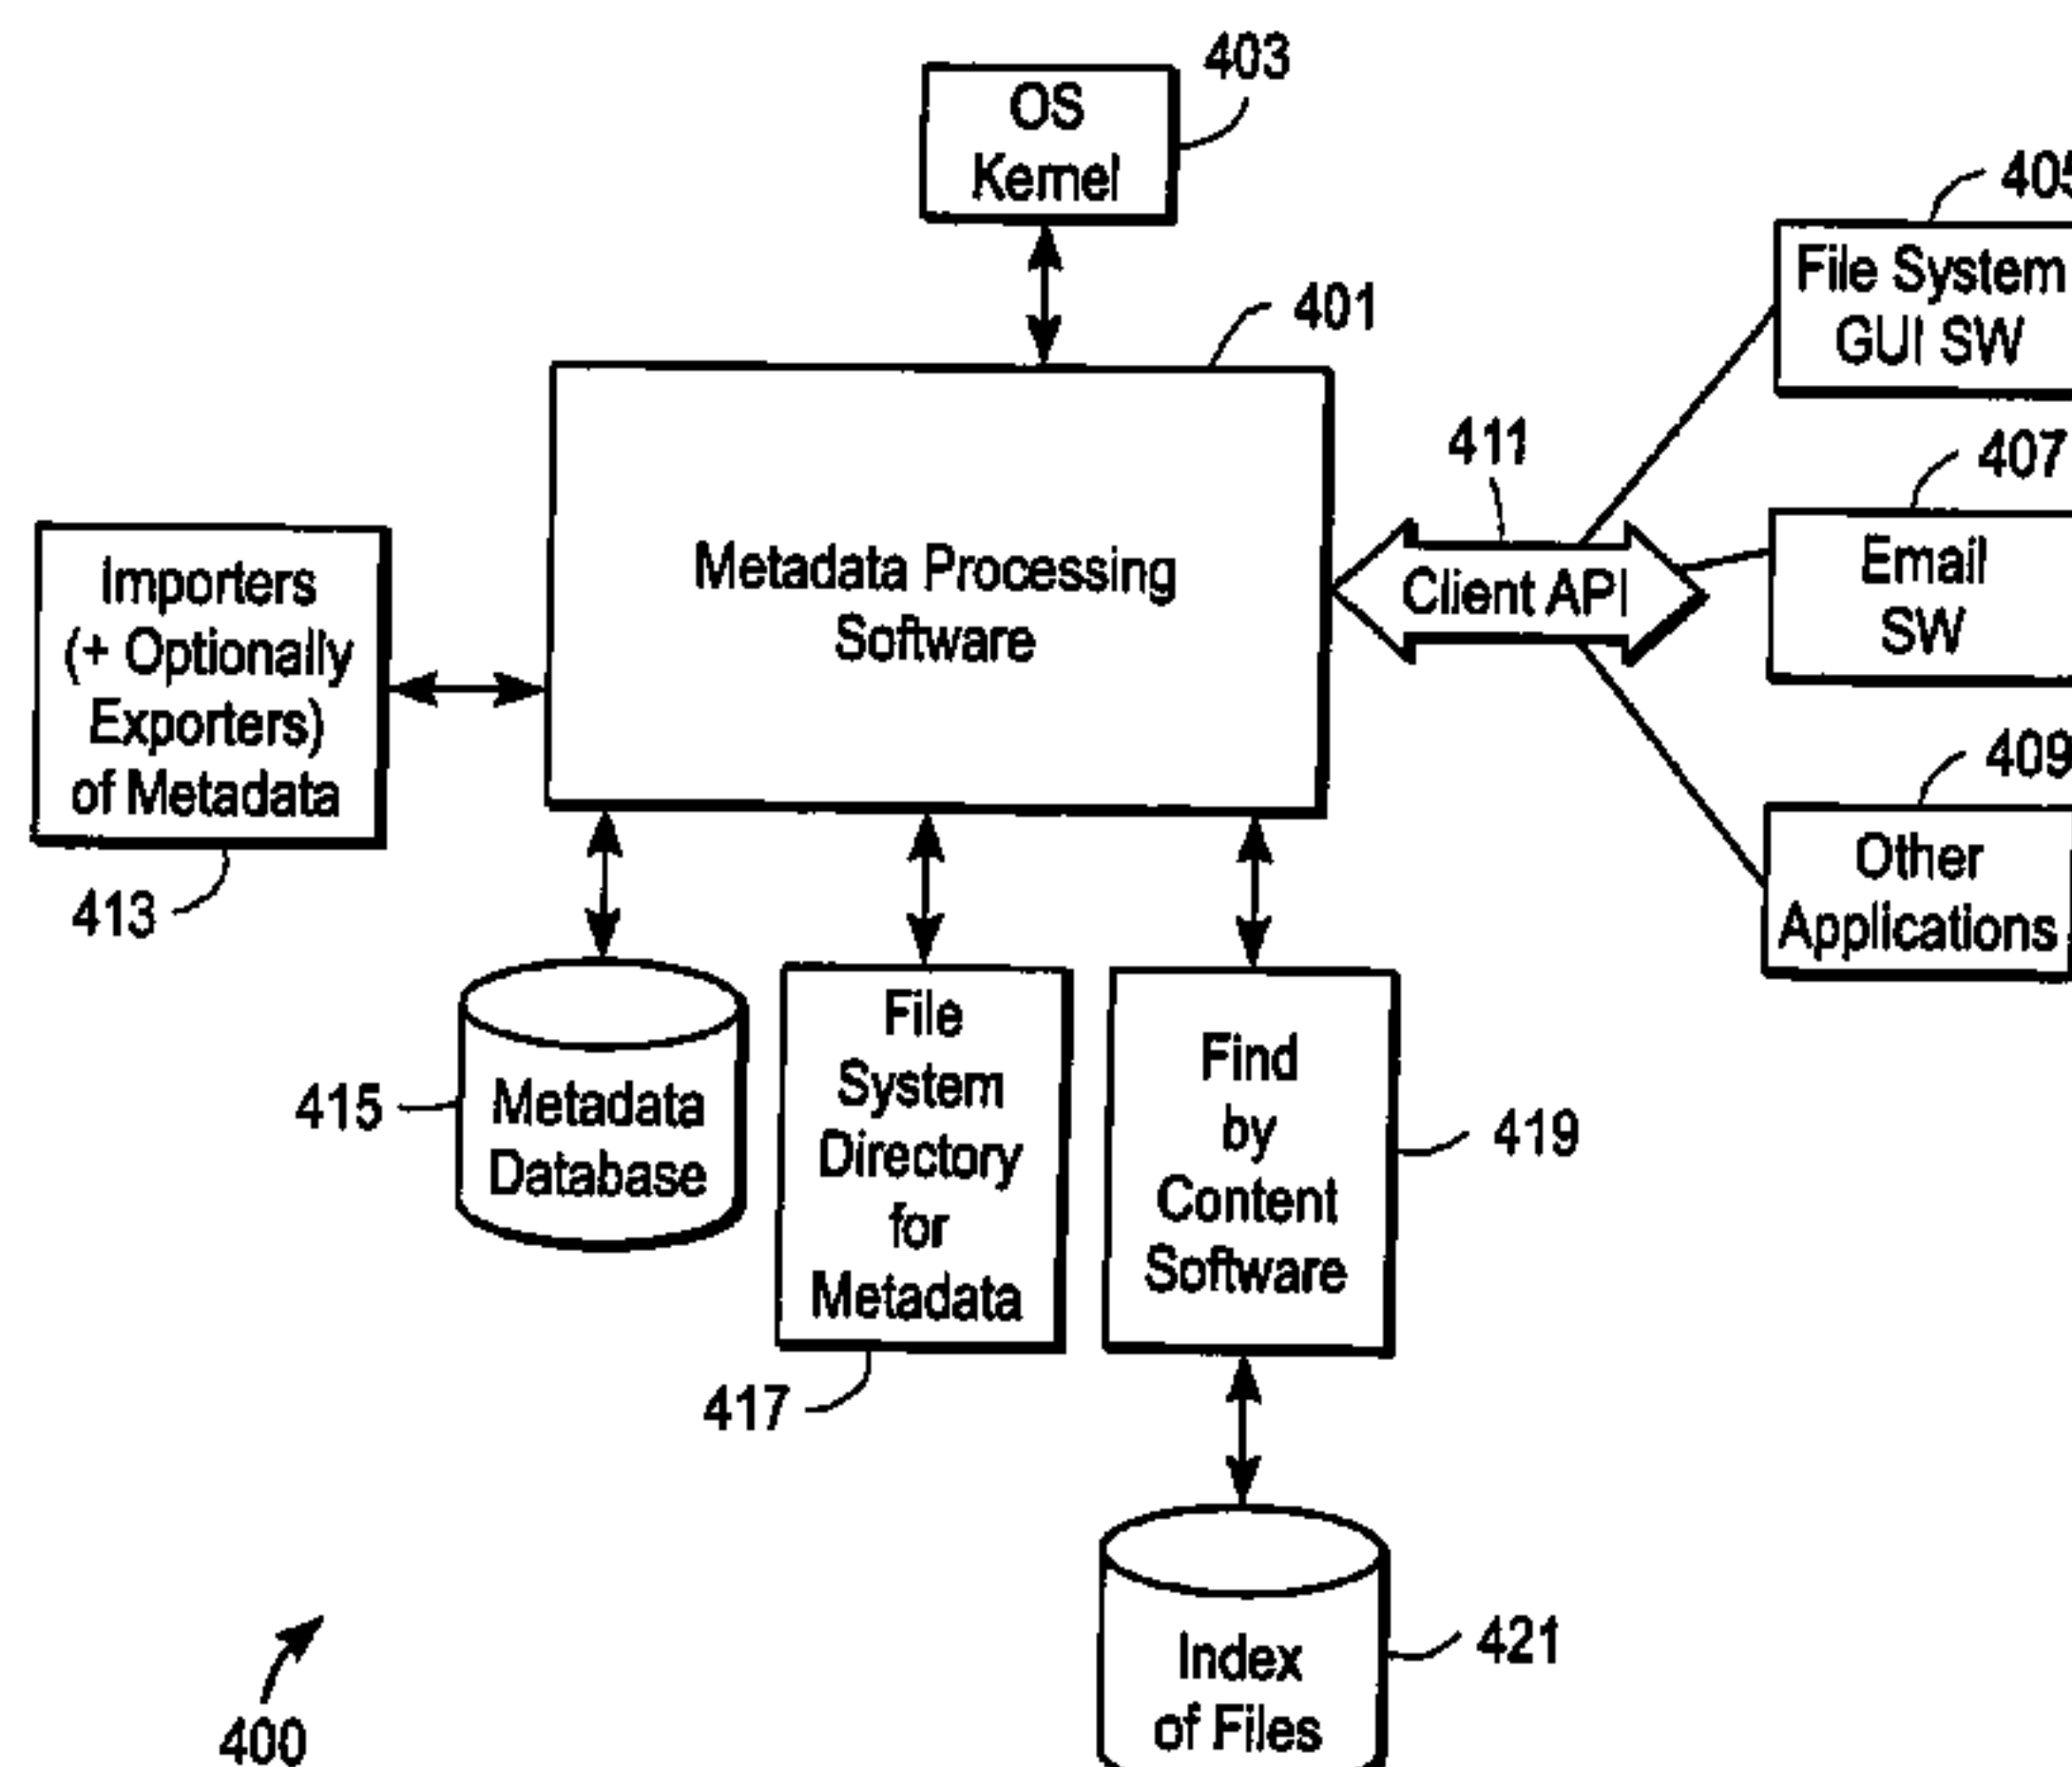 403
OS
Kernel
405
File System
GUI SW
401
411
407
Email
SW
Client API
Metadata Processing
Software
Importers
(+ Optionally
Exporters)
of Metadata
413
409
Other
Applications
415
Metadata
Database
File
System
Directory
for
Metadata
417
Find
by
Content
Software
419
421
Index
of Files
400